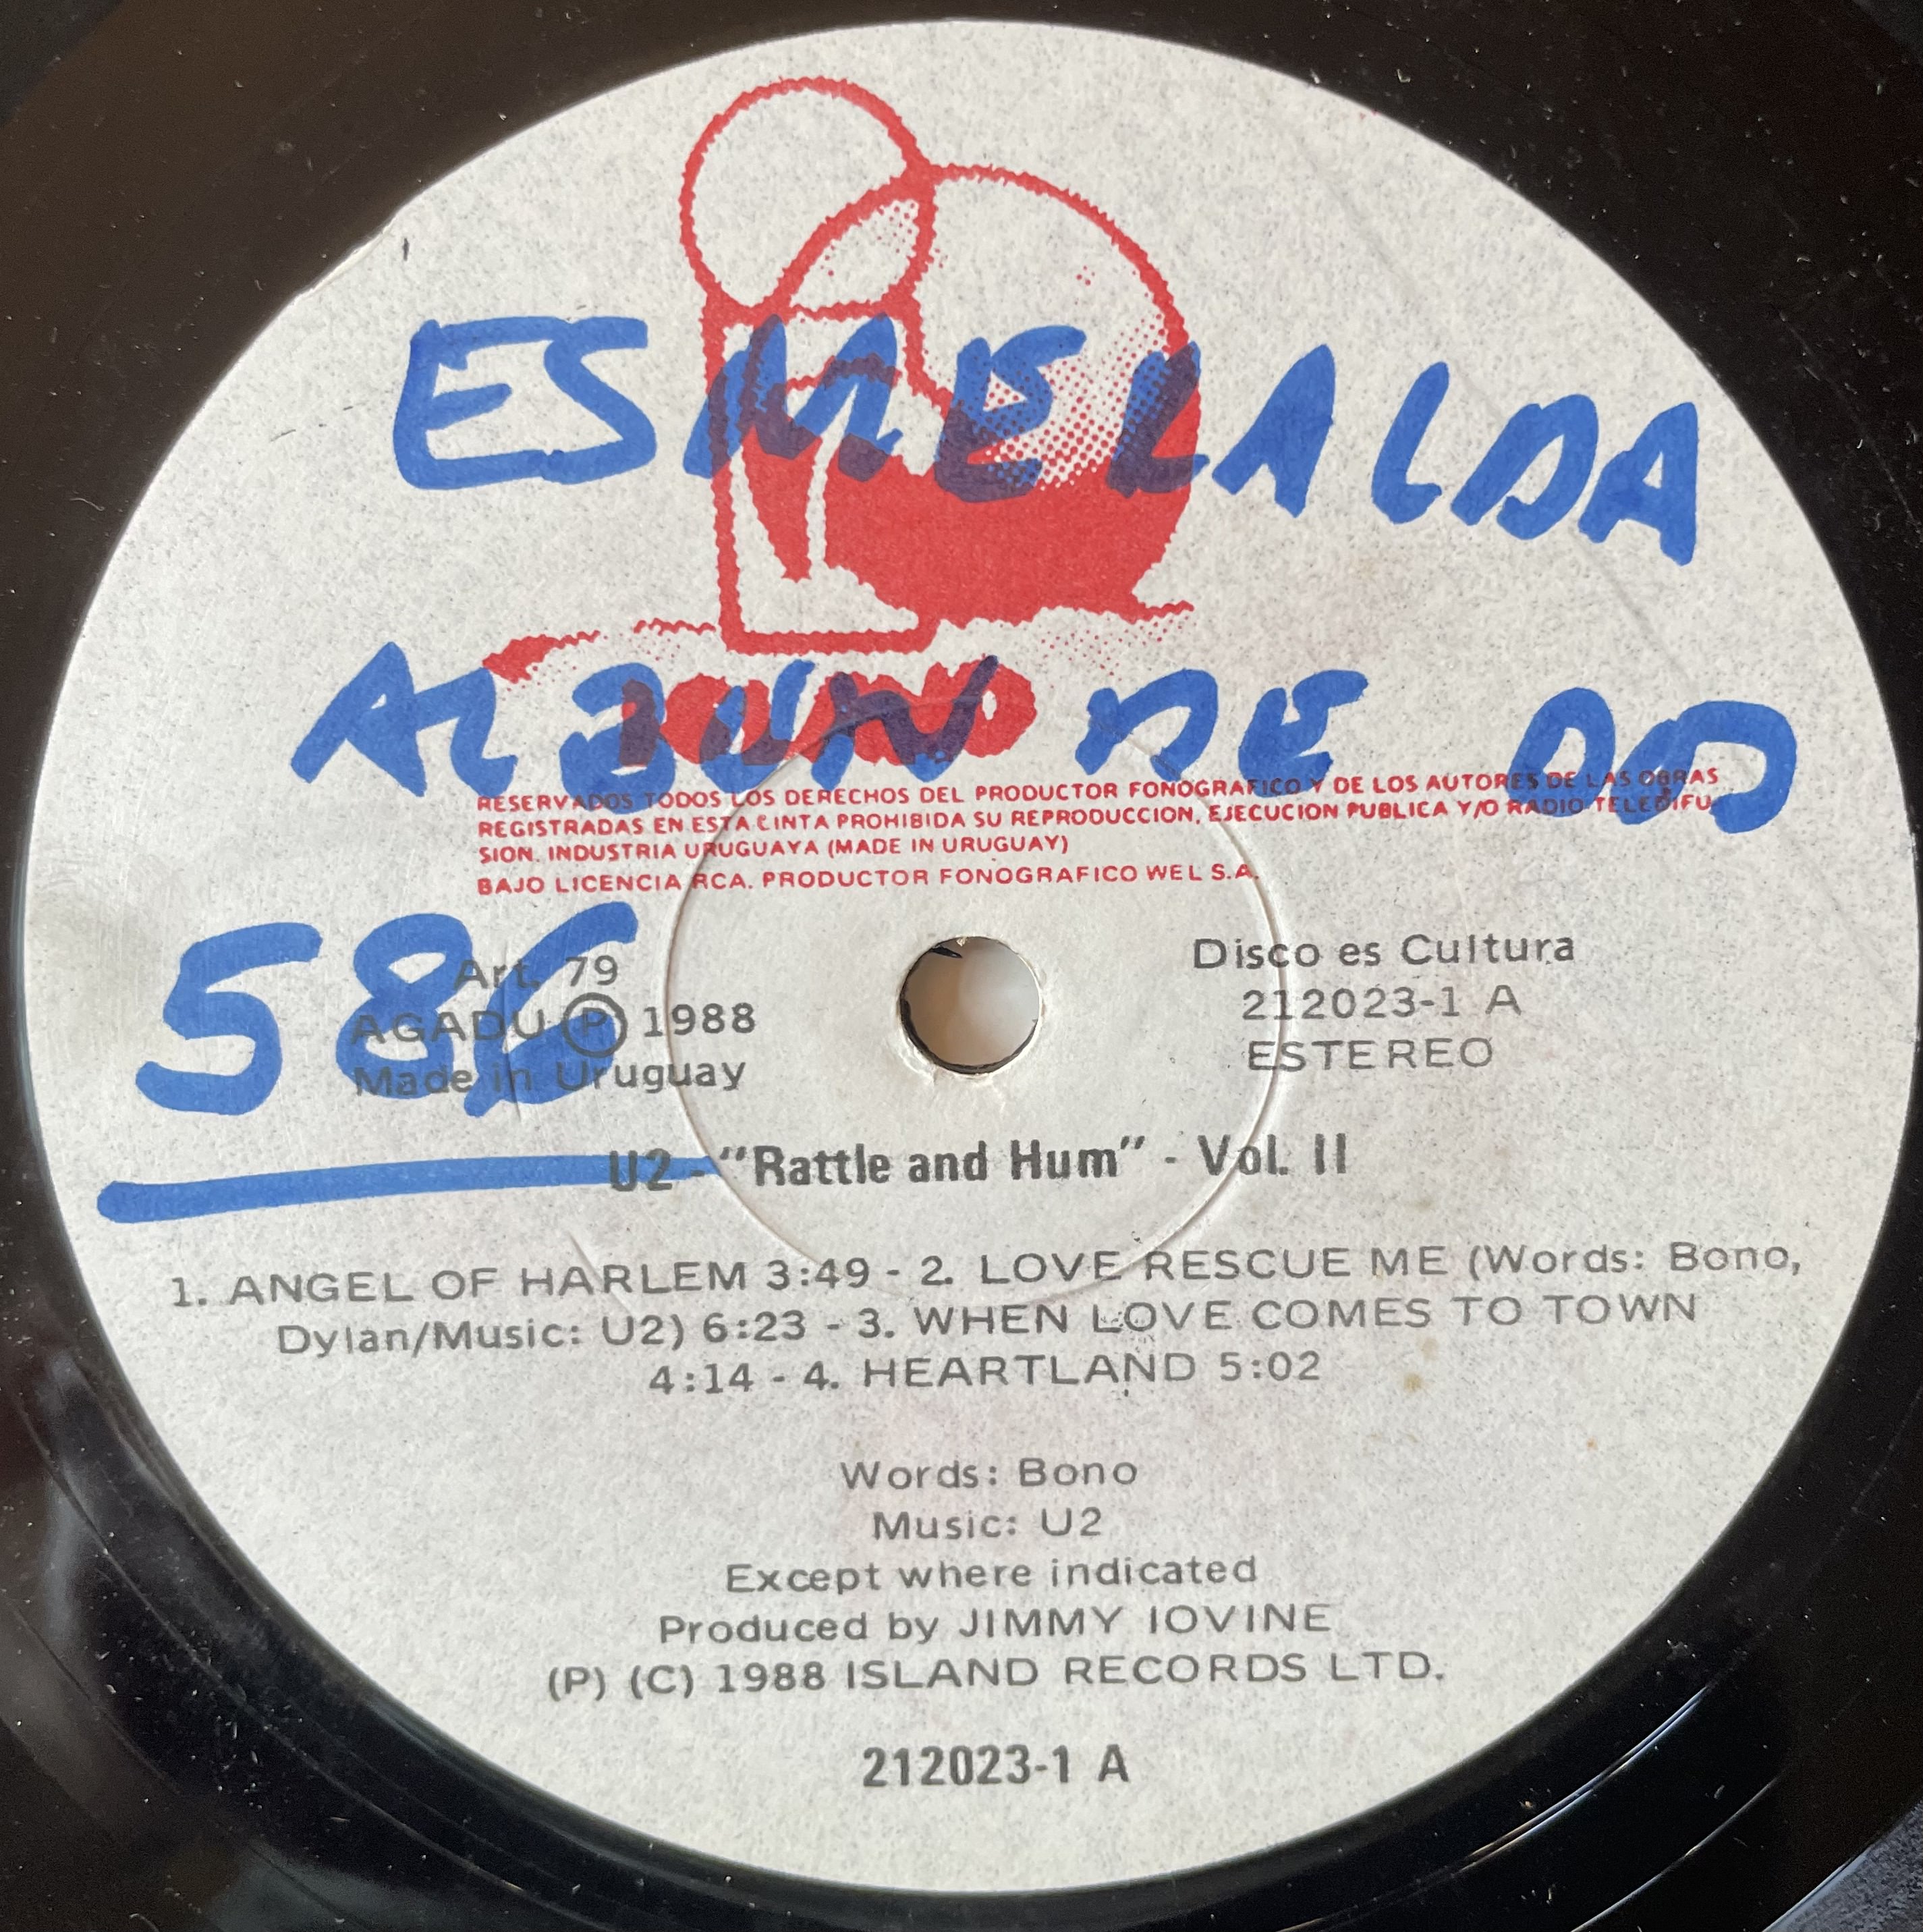 ESMERALDA
ALBUN DE DD
RESERVADOS TODOS LOS DERECHOS DEL PRODUCTOR FONOGRAFICO Y DE LOS AUTORES DE LAS OBRAS
REGISTRADAS EN ESTA CINTA PROHIBIDA SU REPRODUCCION, EJECUCION PUBLICA Y/O RADIO TELEDIFU
SION. INDUSTRIA URUGUAYA (MADE IN URUGUAY)
BAJO LICENCIA RCA. PRODUCTOR FONOGRAFICO WEL S.A.
586
Art. 79
AGADU Ⓟ 1988
Made in Uruguay
Disco es Cultura
212023-1 A
ESTEREO
U2 - "Rattle and Hum" - Vol. II
1. ANGEL OF HARLEM 3:49 - 2. LOVE RESCUE ME (Words: Bono,
Dylan/Music: U2) 6:23 - 3. WHEN LOVE COMES TO TOWN
4:14 - 4. HEARTLAND 5:02
Words: Bono
Music: U2
Except where indicated
Produced by JIMMY IOVINE
(P) (C) 1988 ISLAND RECORDS LTD.
212023-1 A